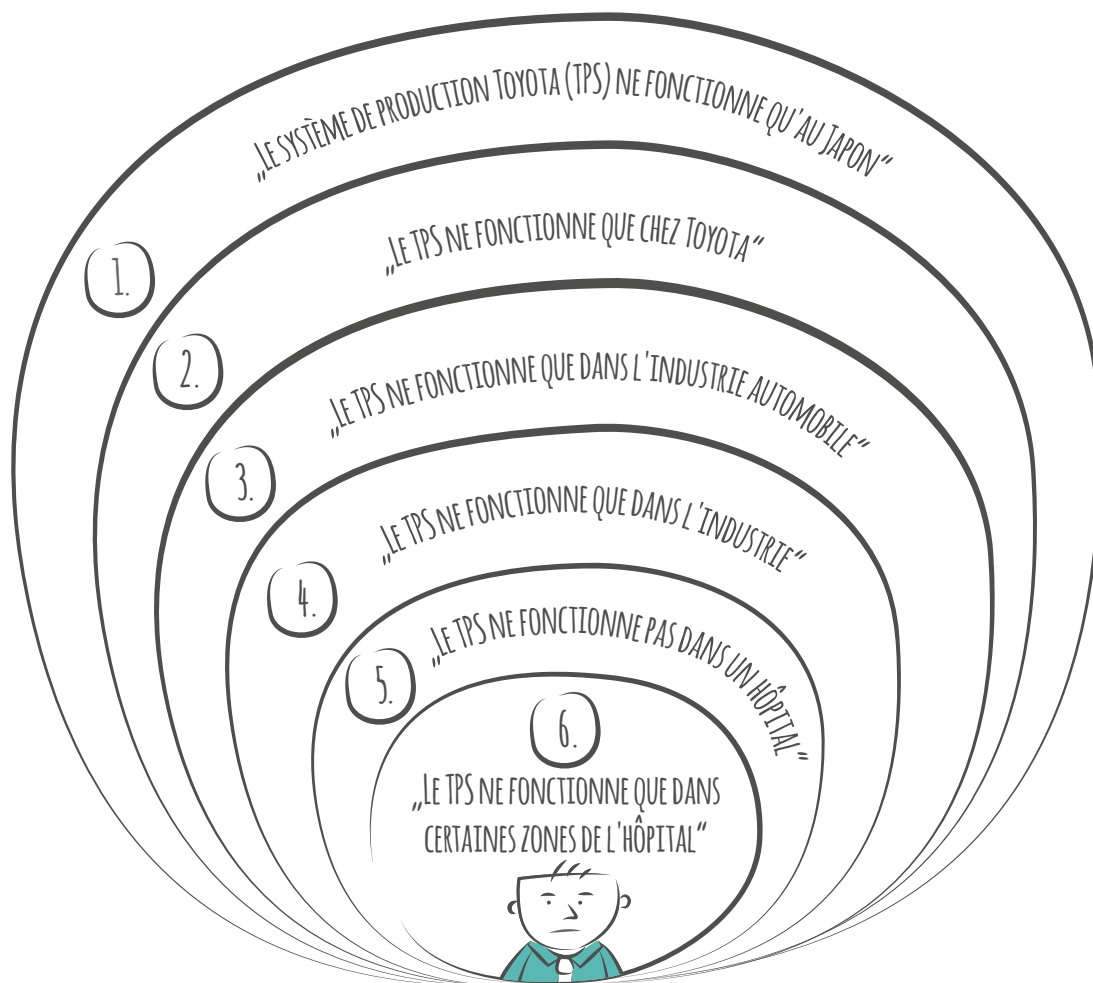 1.
„Le système de production Toyota (TPS) ne fonctionne qu'au Japon“
2.
„Le TPS ne fonctionne que chez Toyota“
3.
„Le TPS ne fonctionne que dans l'industrie automobile“
4.
„Le TPS ne fonctionne que dans l'industrie“
5.
„Le TPS ne fonctionne pas dans un hôpital“
6.
„Le TPS ne fonctionne que dans
certaines zones de l'hôpital“